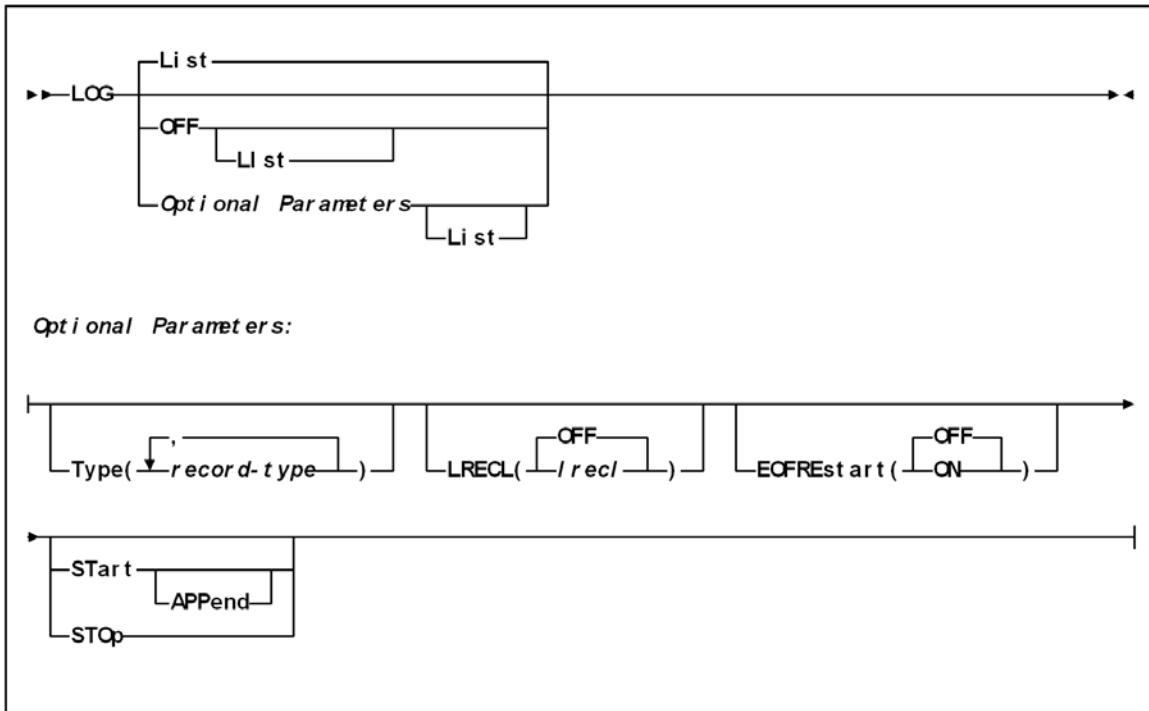 List
LOG
OFF
LIst
Optional Parameters
List
Optional Parameters:
,
OFF
OFF
Type( record-type ) LRECL( lrecl ) EOFREstart( ON )
STart
APPend
STOp